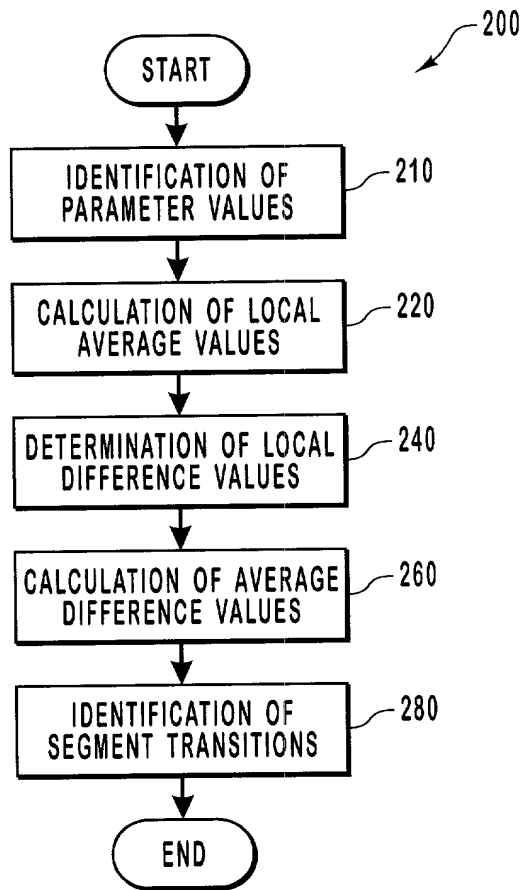 200
START
IDENTIFICATION OF
PARAMETER VALUES
210
CALCULATION OF LOCAL
AVERAGE VALUES
220
DETERMINATION OF LOCAL
DIFFERENCE VALUES
240
CALCULATION OF AVERAGE
DIFFERENCE VALUES
260
IDENTIFICATION OF
SEGMENT TRANSITIONS
280
END